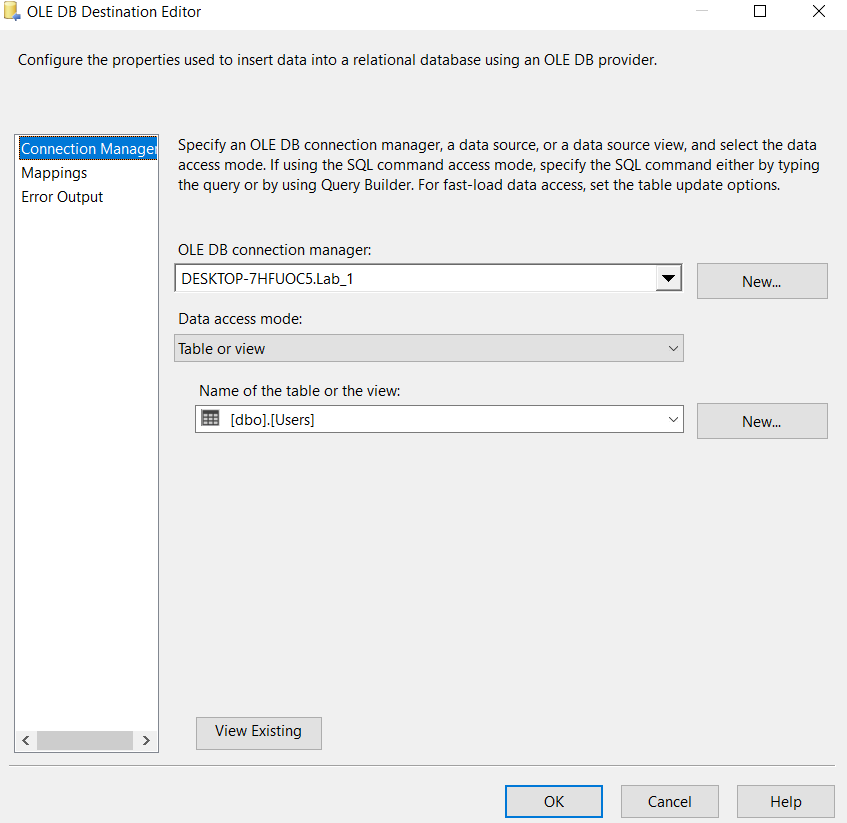 OLE DB Destination Editor
Configure the properties used to insert data into a relational database using an OLE DB provider.
Connection Manager
Mappings
Error Output
Specify an OLE DB connection manager, a data source, or a data source view, and select the data
access mode. If using the SQL command access mode, specify the SQL command either by typing
the query or by using Query Builder. For fast-load data access, set the table update options.
OLE DB connection manager:
DESKTOP-7HFUOC5.Lab_1
New...
Data access mode:
Table or view
Name of the table or the view:
[dbo].[Users]
New...
View Existing
OK
Cancel
Help